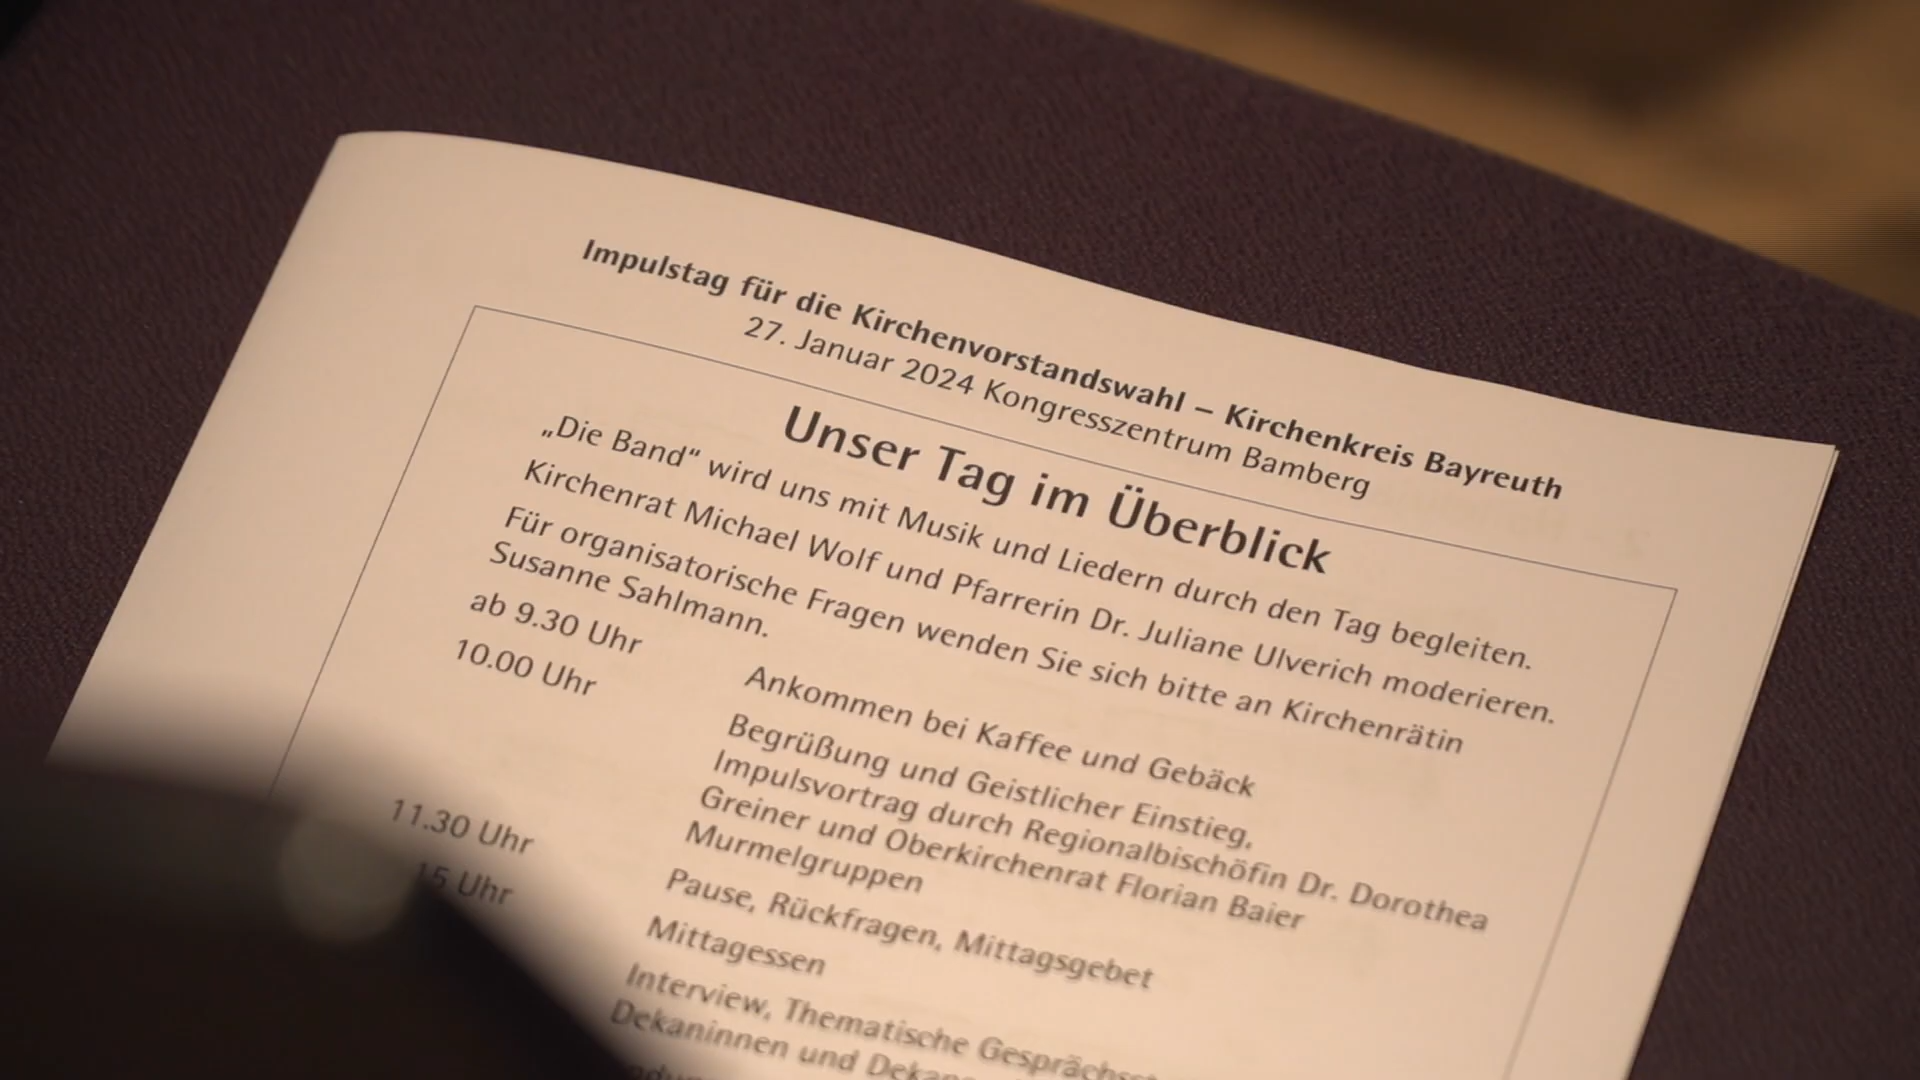 Impulstag für die Kirchenvorstandswahl – Kirchenkreis Bayreuth
27. Januar 2024 Kongresszentrum Bamberg
Unser Tag im Überblick
„Die Band“ wird uns mit Musik und Liedern durch den Tag begleiten.
Kirchenrat Michael Wolf und Pfarrerin Dr. Juliane Ulverich moderieren.
Für organisatorische Fragen wenden Sie sich bitte an Kirchenrätin
Susanne Sahlmann.
ab 9.30 Uhr Ankommen bei Kaffee und Gebäck
10.00 Uhr Begrüßung und Geistlicher Einstieg,
Impulsvortrag durch Regionalbischöfin Dr. Dorothea
Greiner und Oberkirchenrat Florian Baier
Murmelgruppen
11.30 Uhr Pause, Rückfragen, Mittagsgebet
15 Uhr Mittagessen
Interview, Thematische
Dekaninnen und